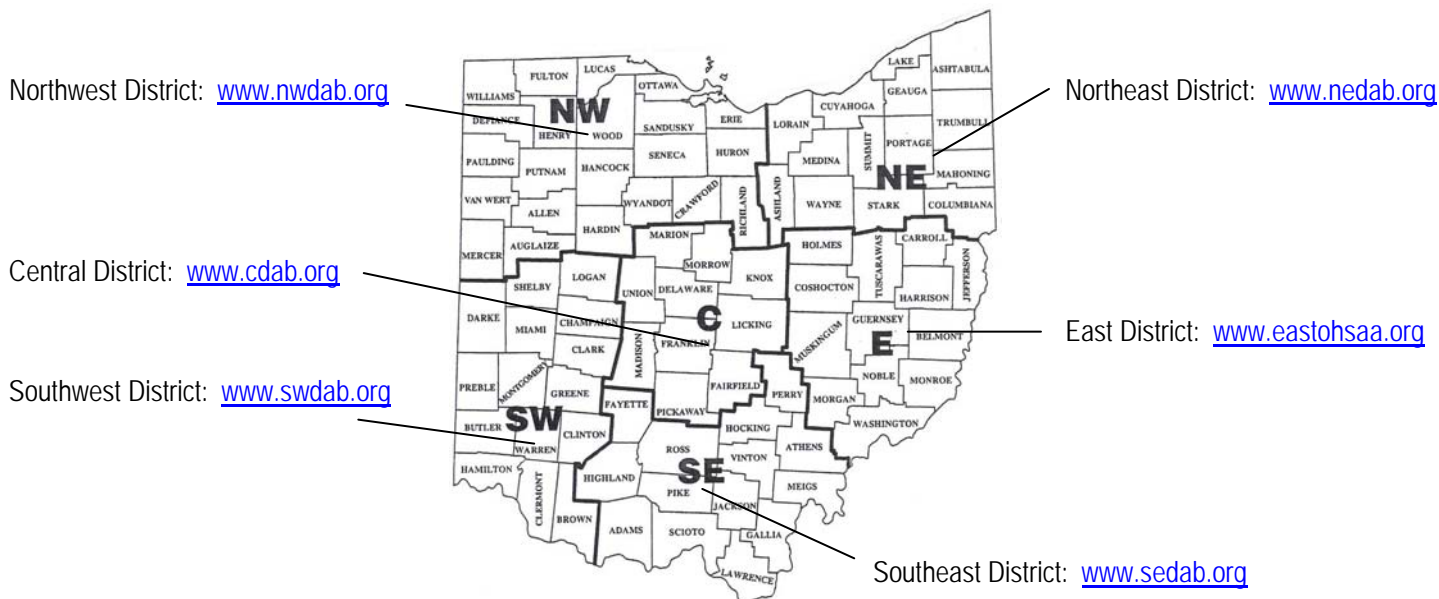 LAKE
ASHTABULA
LUCAS
FULTON
OTTAWA
GEAUGA
WILLIAMS
Northwest District: www.nwdab.org
Northeast District: www.nedab.org
CUYAHOGA
NW
ERIE
LORAIN
TRUMBULL
DEFIANCE
SANDUSKY
HENRY
WOOD
SUMMIT
PORTAGE
SENECA
HURON
MEDINA
PAULDING
PUTNAM
HANCOCK
NE
MAHONING
VAN WERT
WYANDOT
CRAWFORD
RICHLAND
ASHLAND
WAYNE
STARK
COLUMBIANA
ALLEN
HARDIN
MARION
HOLMES
CARROLL
MERCER
AUGLAIZE
MORROW
TUSCARAWAS
JEFFERSON
Central District: www.cdab.org
LOGAN
KNOX
SHELBY
UNION
DELAWARE
COSHOCTON
HARRISON
DARKE
C
GUERNSEY
MIAMI
CHAMPAIGN
LICKING
East District: www.eastohsaa.org
FRANKLIN
MUSKINGUM
E
BELMONT
CLARK
MADISON
NOBLE
MONROE
PREBLE
MONTGOMERY
FAIRFIELD
PERRY
MORGAN
Southwest District: www.swdab.org
GREENE
FAYETTE
PICKAWAY
SW
WASHINGTON
BUTLER
HOCKING
CLINTON
WARREN
ROSS
ATHENS
VINTON
HAMILTON
SE
HIGHLAND
MEIGS
PIKE
CLERMONT
JACKSON
BROWN
ADAMS
SCIOTO
GALLIA
Southeast District: www.sedab.org
LAWRENCE